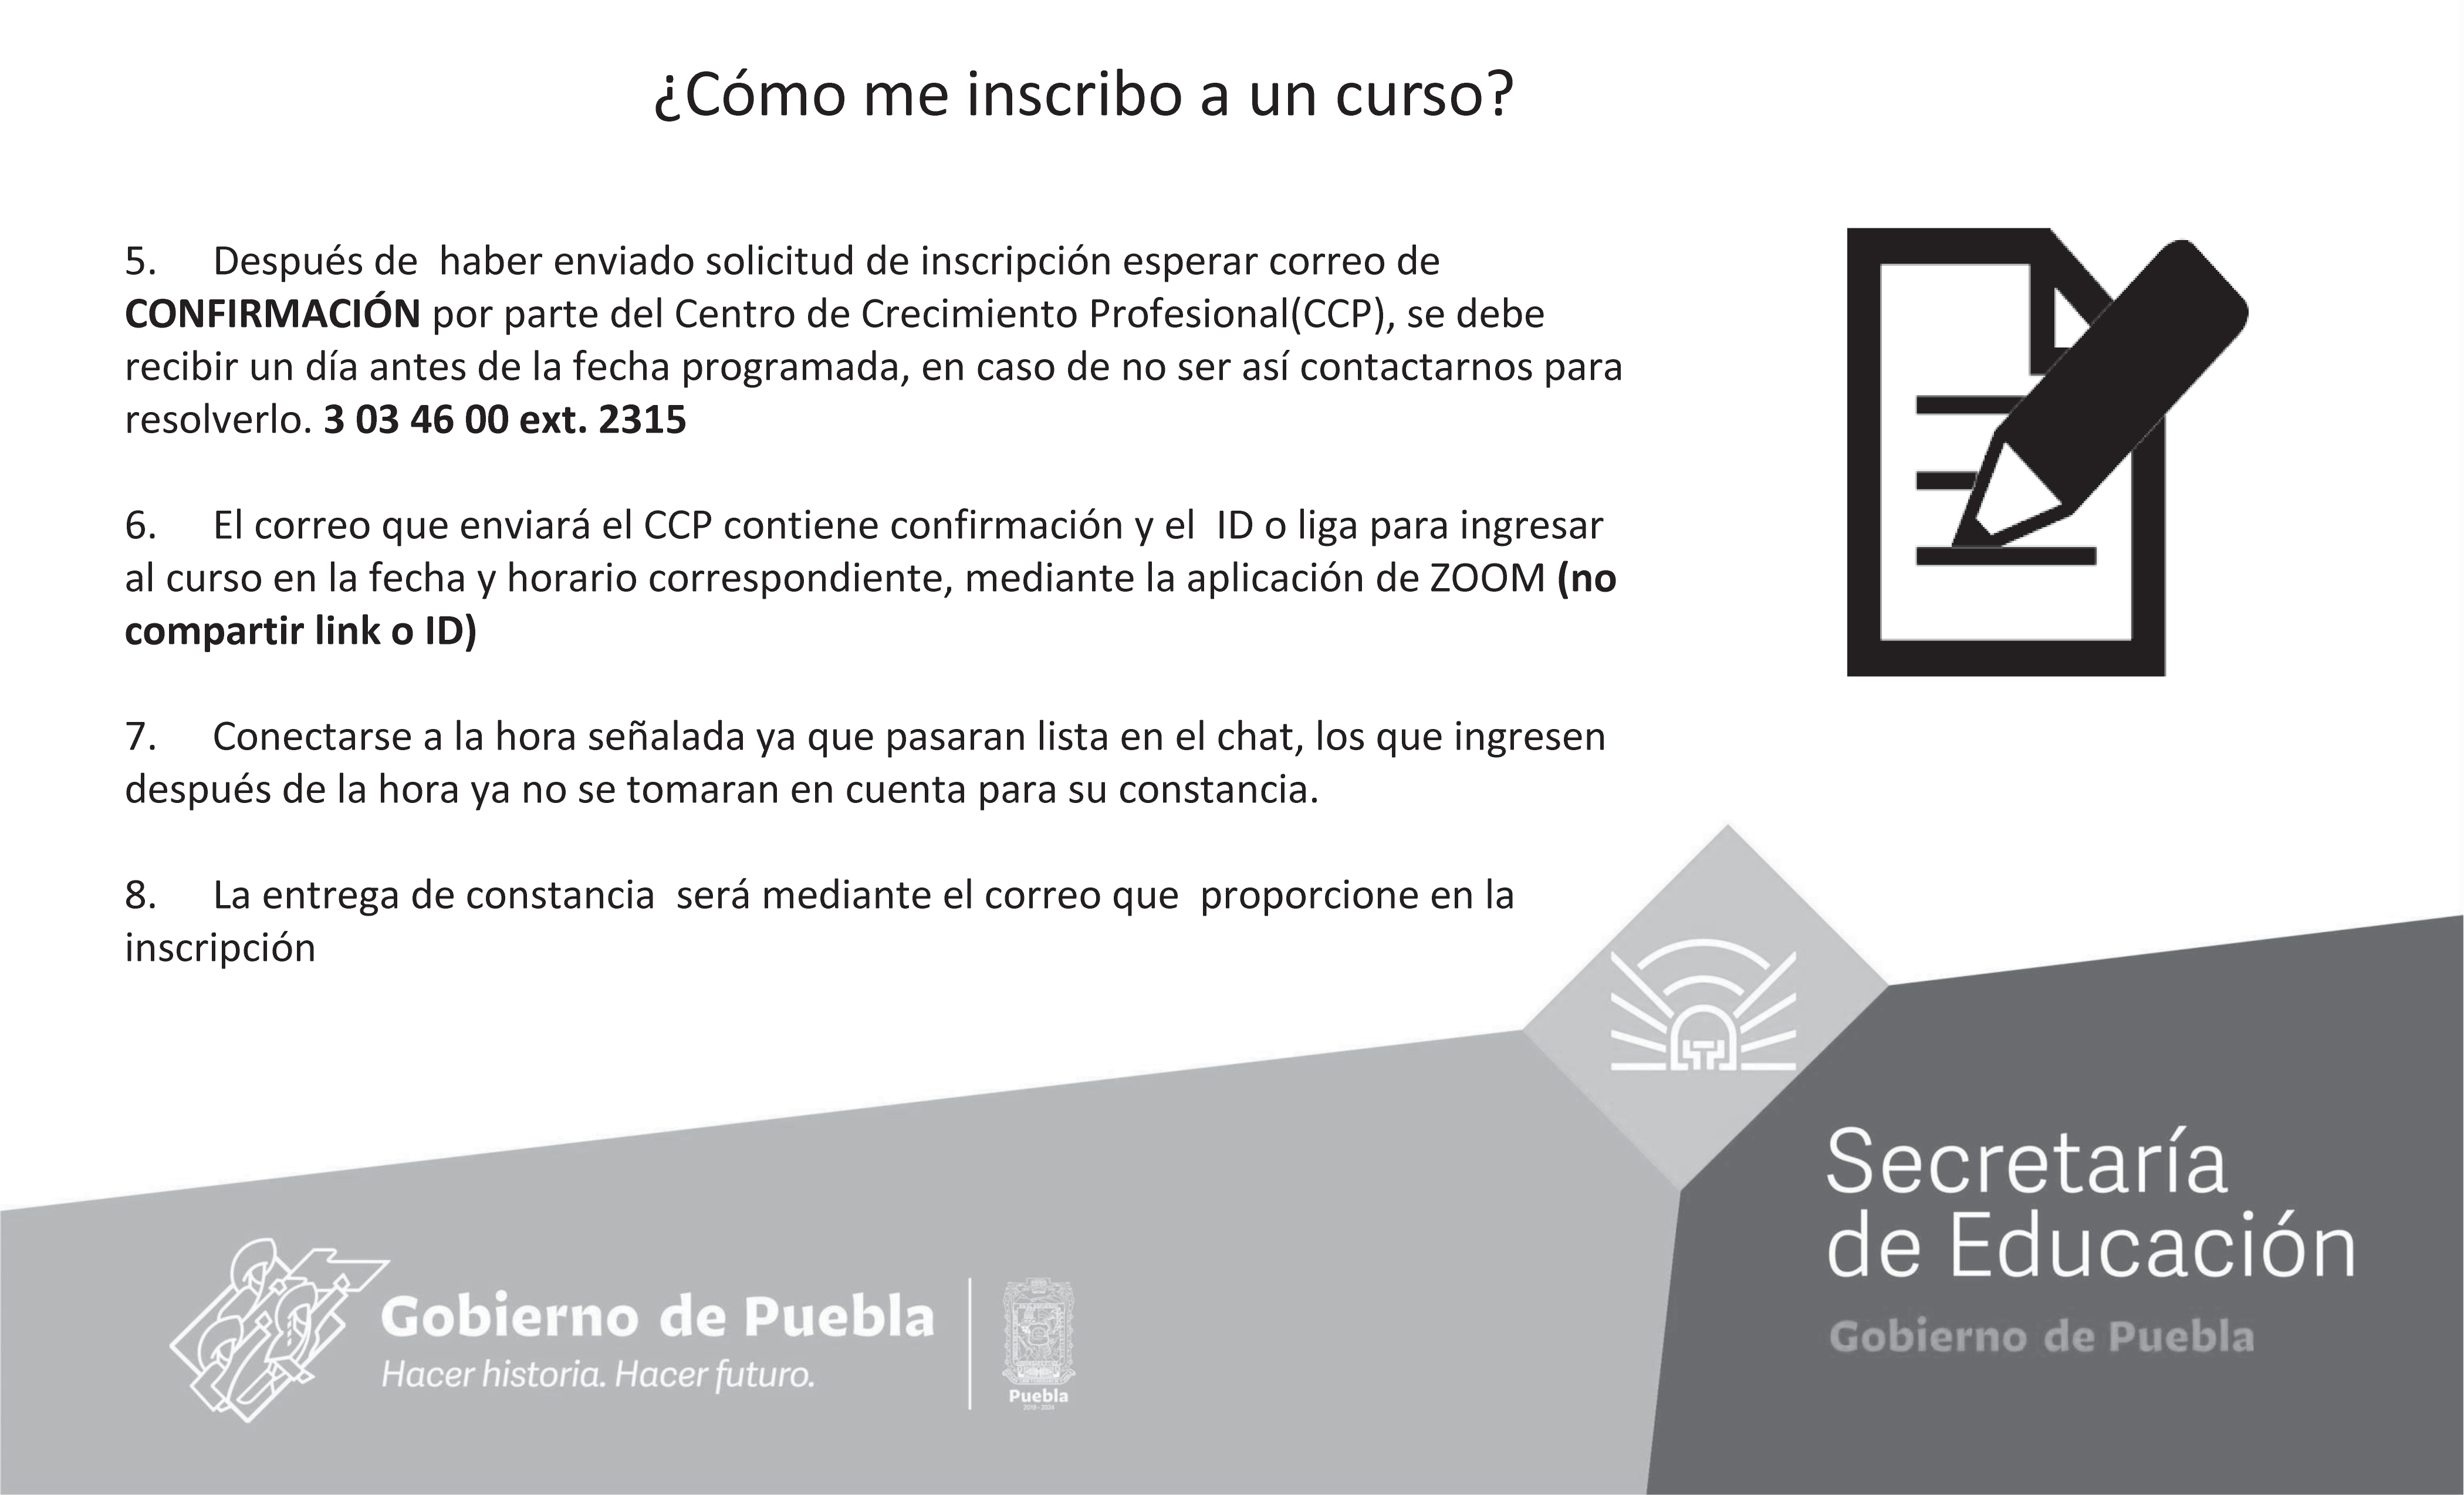 ¿Cómo me inscribo a un curso?
5. Después de haber enviado solicitud de inscripción esperar correo de
CONFIRMACIÓN por parte del Centro de Crecimiento Profesional(CCP), se debe
recibir un día antes de la fecha programada, en caso de no ser así contactarnos para
resolverlo. 3 03 46 00 ext. 2315
6. El correo que enviará el CCP contiene confirmación y el ID o liga para ingresar
al curso en la fecha y horario correspondiente, mediante la aplicación de ZOOM (no
compartir link o ID)
7. Conectarse a la hora señalada ya que pasaran lista en el chat, los que ingresen
después de la hora ya no se tomaran en cuenta para su constancia.
8. La entrega de constancia será mediante el correo que proporcione en la
inscripción
Secretaría
de Educación
Gobierno de Puebla
Gobierno de Puebla
Hacer historia. Hacer futuro.
Puebla
2019 - 2024